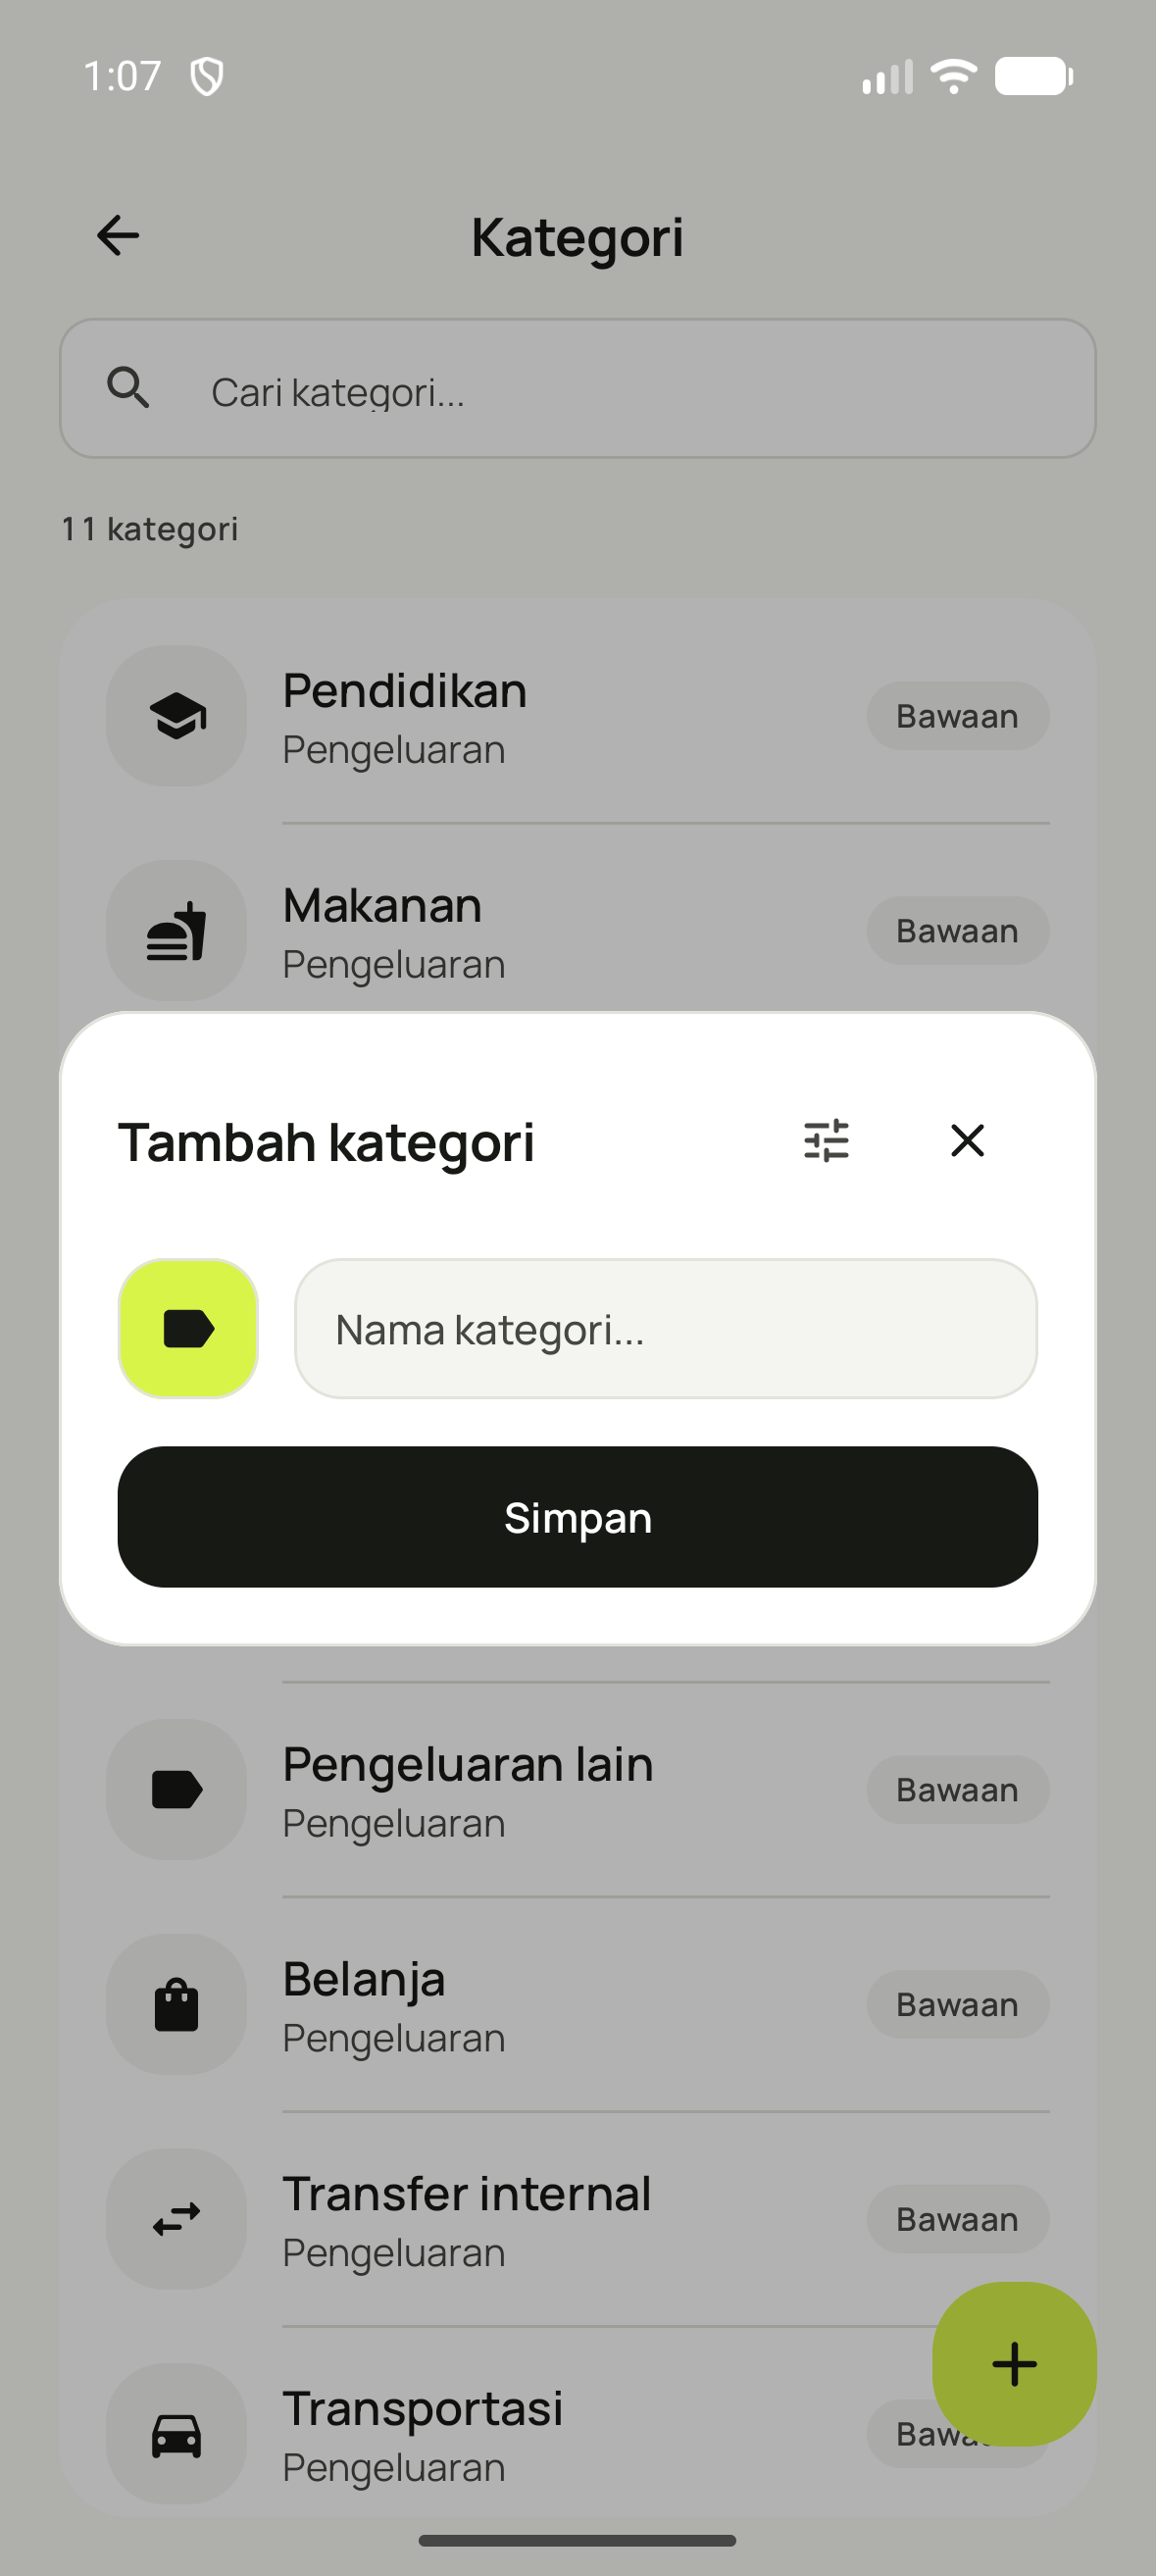 1:07
Kategori
Cari kategori...
11 kategori
Pendidikan
Pengeluaran
Bawaan
Makanan
Pengeluaran
Bawaan
Tambah kategori
Nama kategori...
Simpan
Pengeluaran lain
Pengeluaran
Bawaan
Belanja
Pengeluaran
Bawaan
Transfer internal
Pengeluaran
Bawaan
Transportasi
Pengeluaran